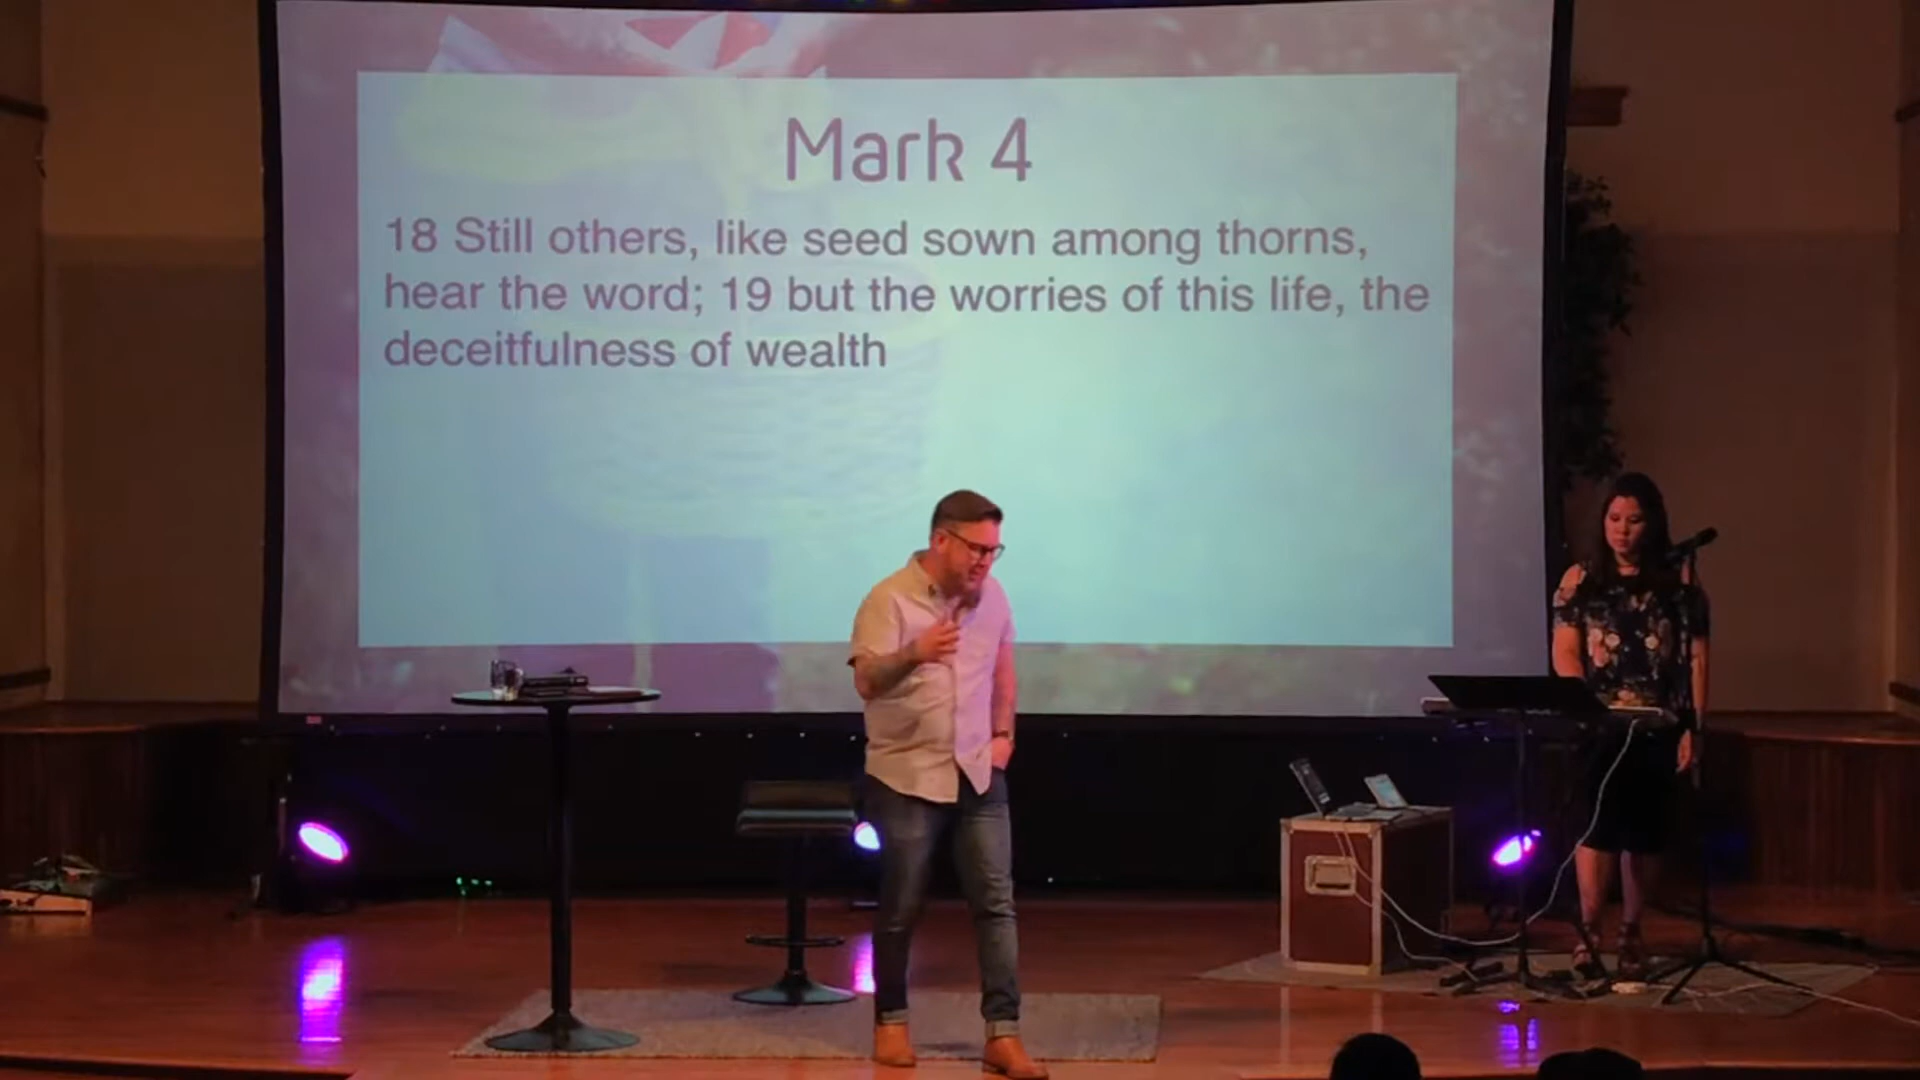 Mark 4
18 Still others, like seed sown among thorns,
hear the word; 19 but the worries of this life, the
deceitfulness of wealth